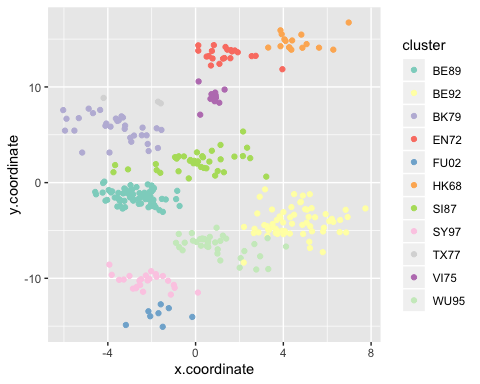 cluster
BE89
BE92
BK79
EN72
FU02
HK68
SI87
SY97
TX77
VI75
WU95
10
0
-10
y.coordinate
-4
0
4
8
x.coordinate